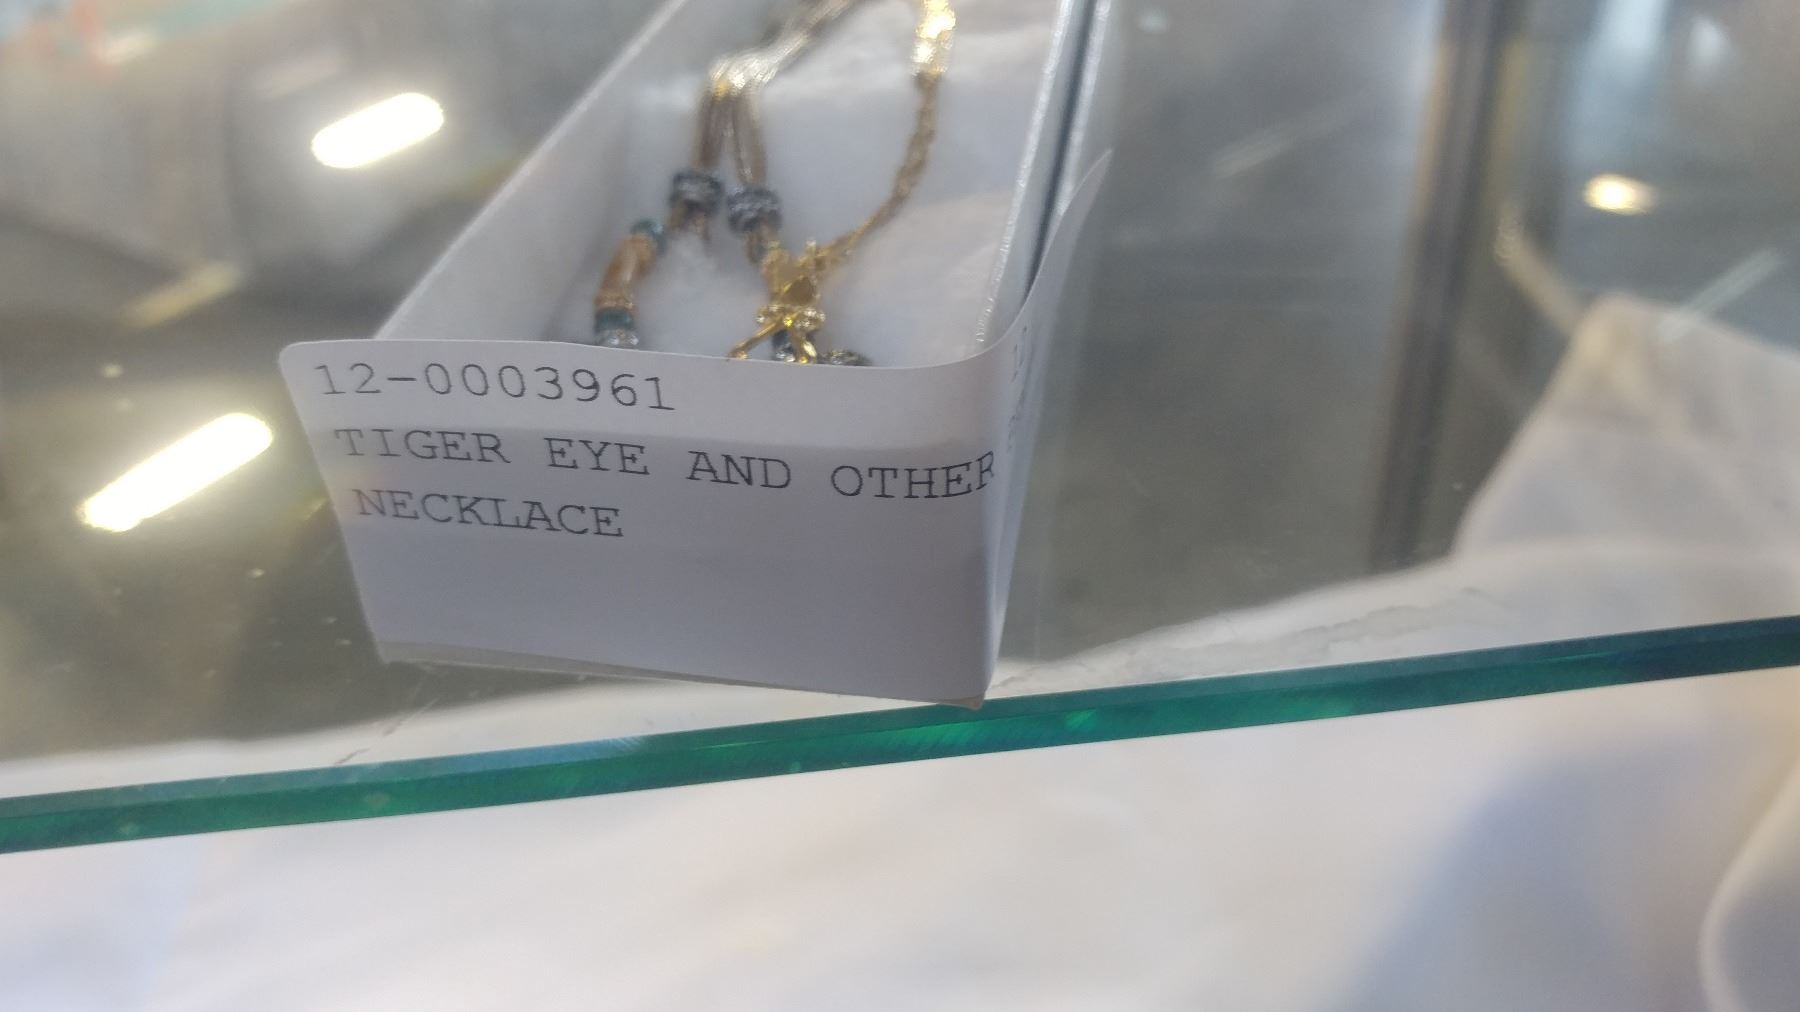 12-0003961
TIGER EYE AND OTHER
NECKLACE